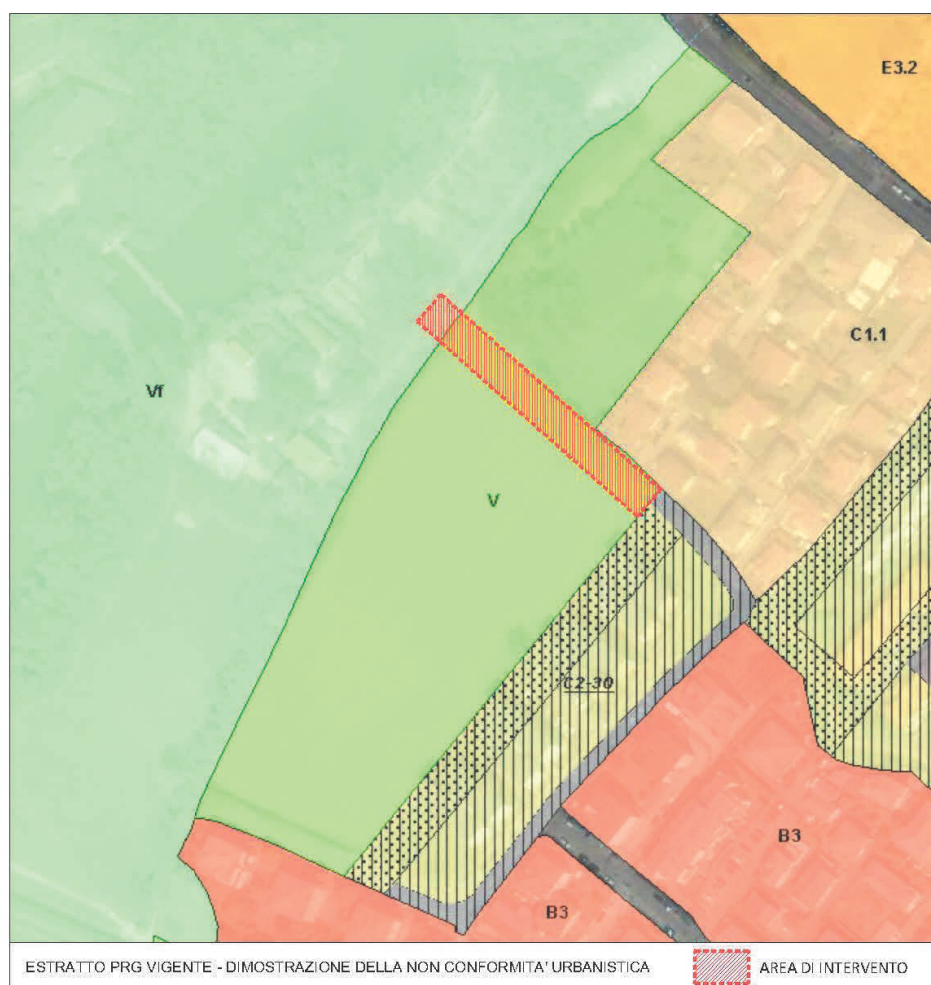 E3.2
C1.1
Vf
V
C2-30
B3
B3
ESTRATTO PRG VIGENTE - DIMOSTRAZIONE DELLA NON CONFORMITA' URBANISTICA
AREA DI INTERVENTO